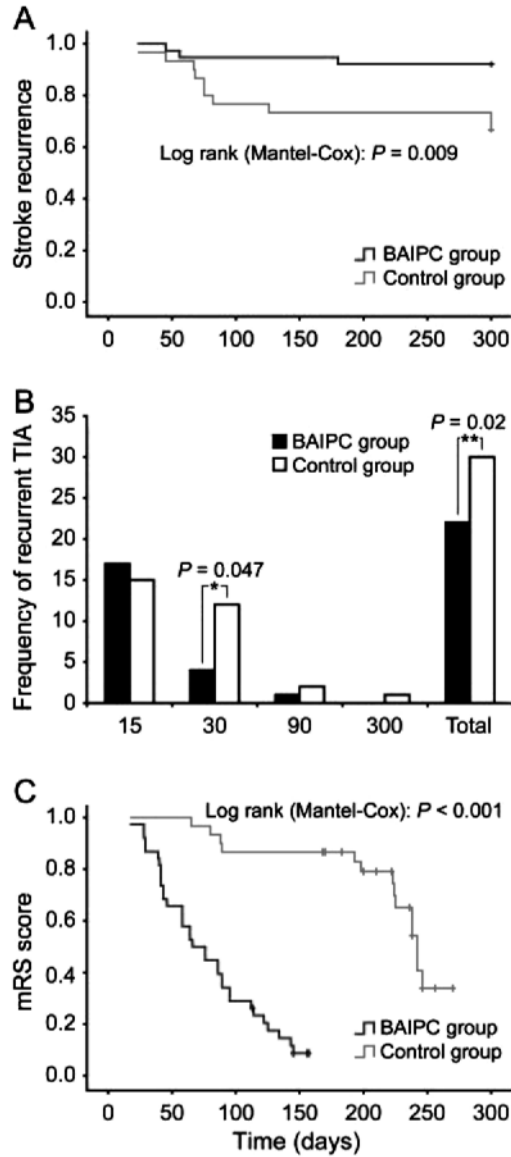 A
Stroke recurrence
1.0
0.8
0.6
0.4
0.2
0.0
Log rank (Mantel-Cox): P = 0.009
BAIPC group
Control group
0 50 100 150 200 250 300
B
Frequency of recurrent TIA
35
30
25
20
15
10
5
0
BAIPC group
Control group
P = 0.02
**
P = 0.047
*
15 30 90 300 Total
C
mRS score
1.0
0.8
0.6
0.4
0.2
0.0
Log rank (Mantel-Cox): P < 0.001
BAIPC group
Control group
0 50 100 150 200 250 300
Time (days)